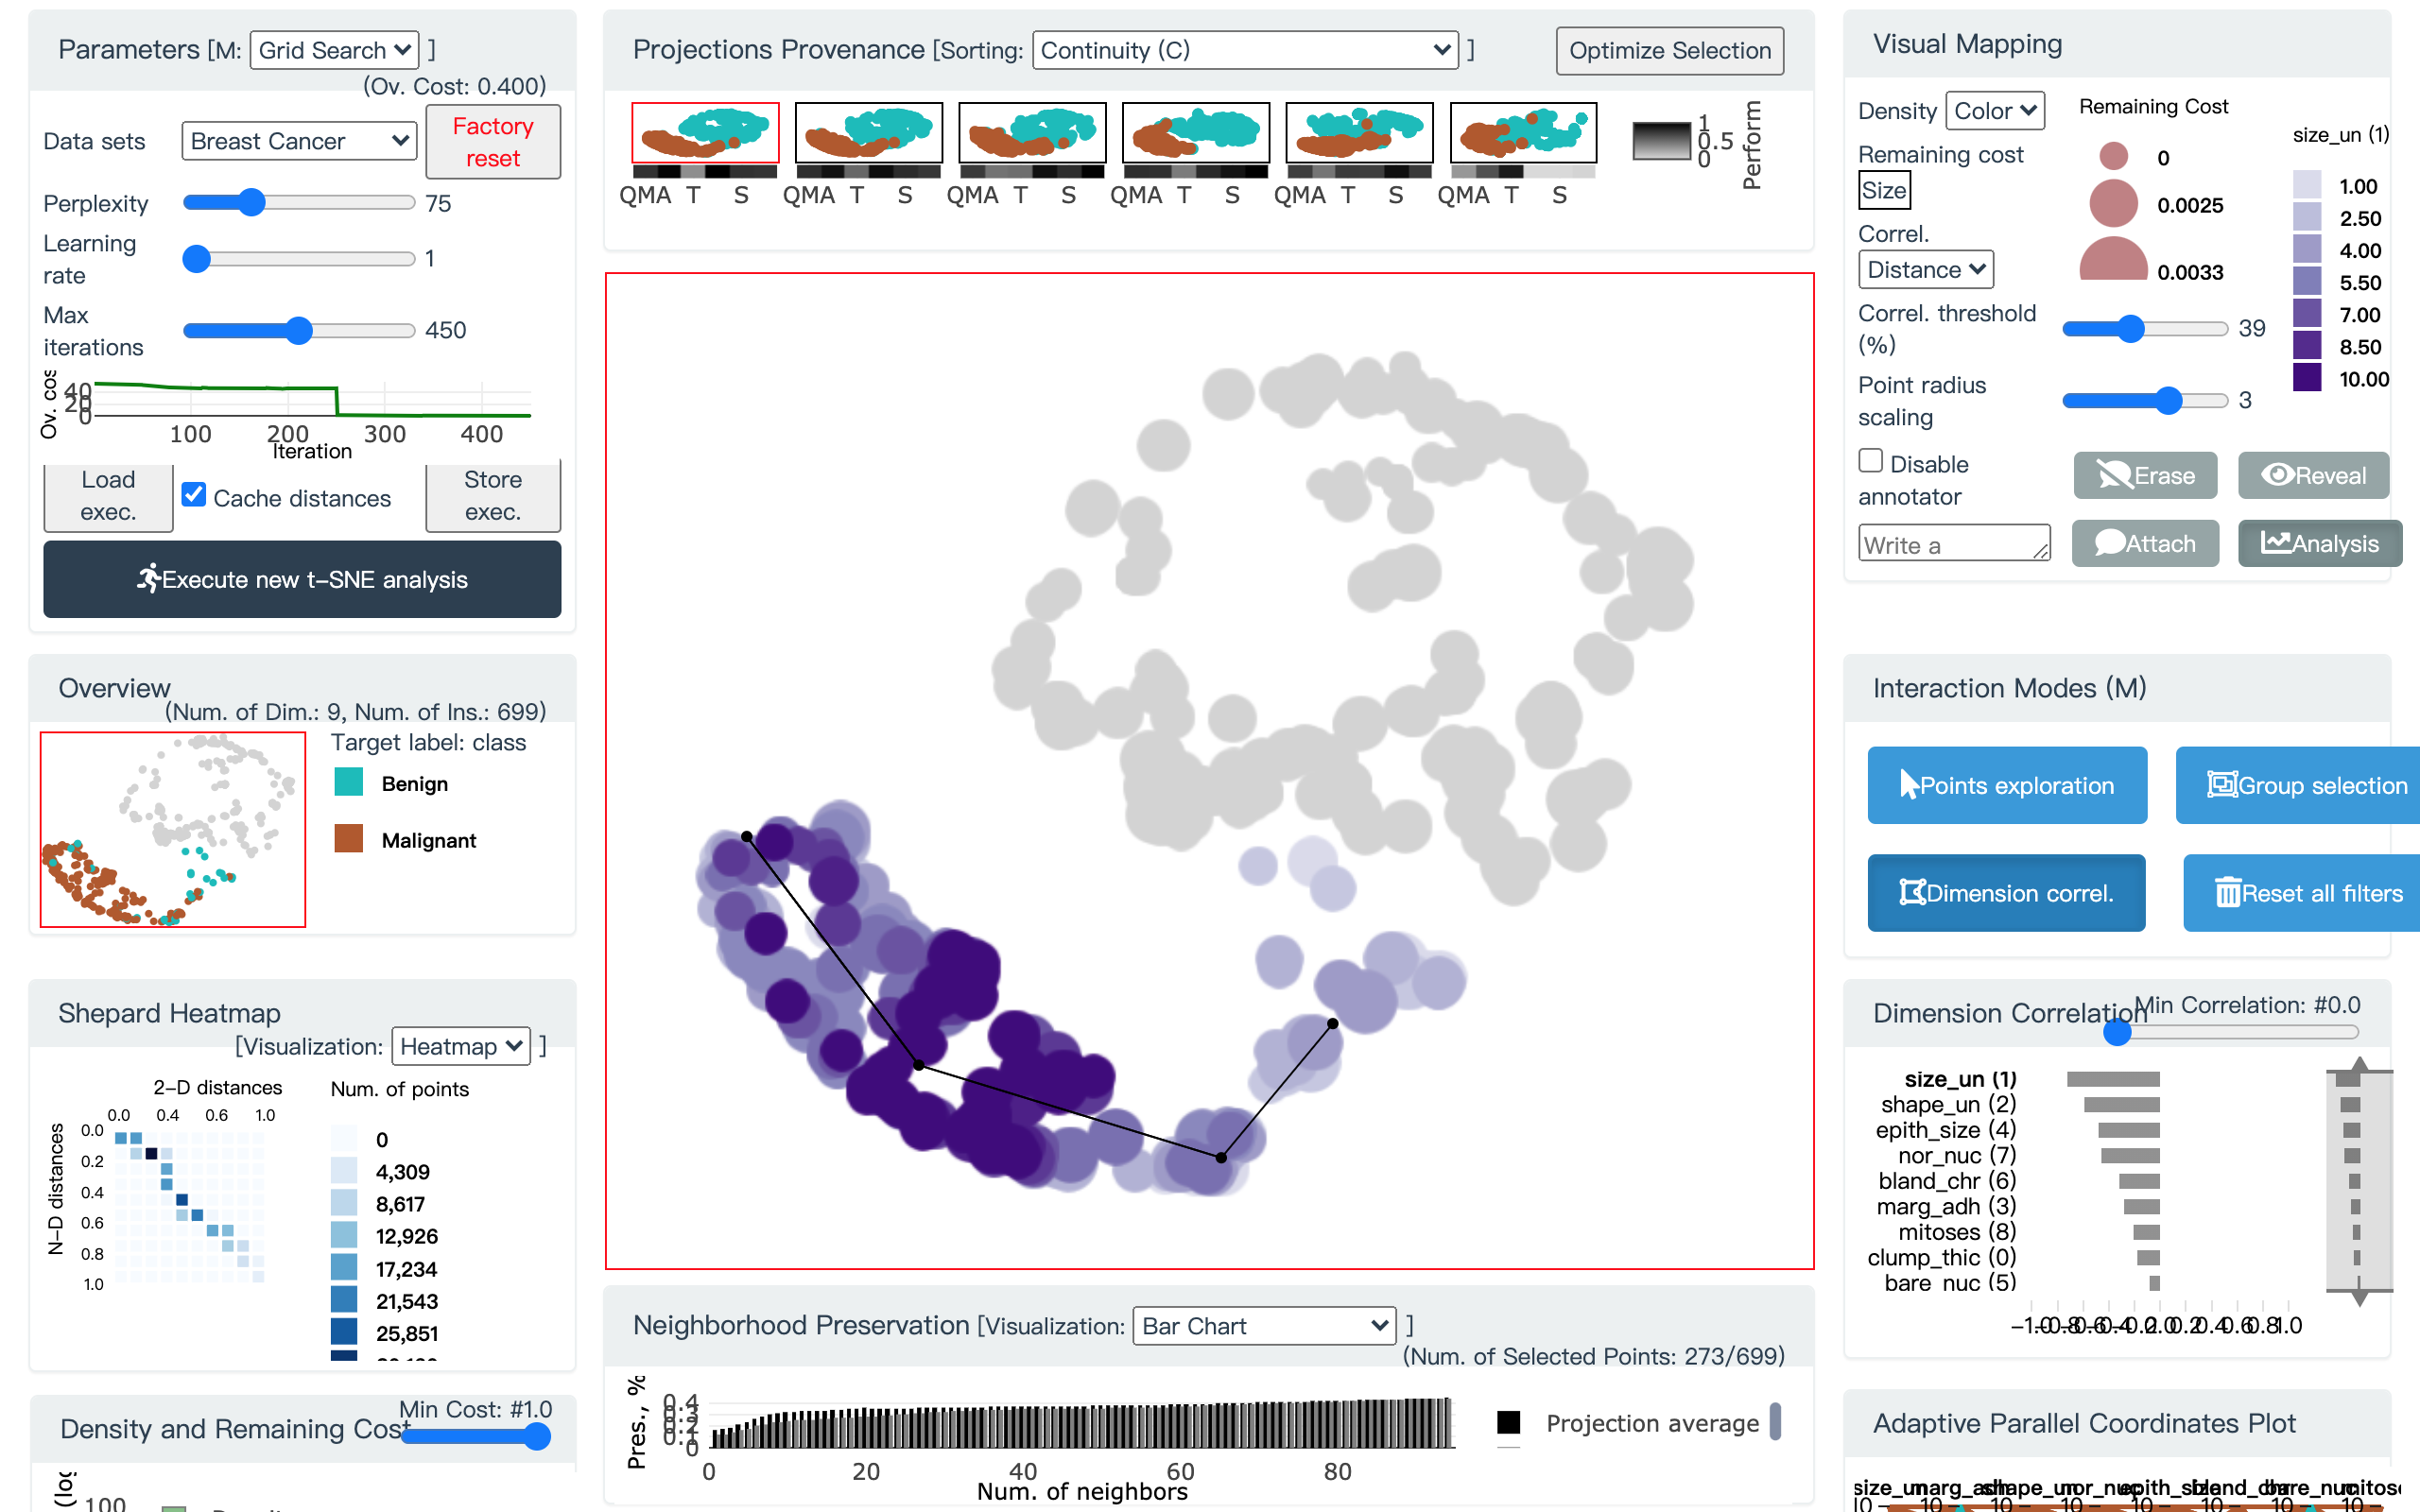 Parameters [M: Grid Search ]
(Ov. Cost: 0.400)
Data sets Breast Cancer Factory reset
Perplexity 75
Learning rate 1
Max iterations 450
Ov. cos
40
20
0
100 200 300 400
Iteration
Load exec. Cache distances Store exec.
Execute new t-SNE analysis
Overview
(Num. of Dim.: 9, Num. of Ins.: 699)
Target label: class
Benign
Malignant
Shepard Heatmap
[Visualization: Heatmap ]
2-D distances
0.0 0.4 0.6 1.0
N-D distances
0.0
0.2
0.4
0.6
0.8
1.0
Num. of points
0
4,309
8,617
12,926
17,234
21,543
25,851
Density and Remaining Cost
Min Cost: #1.0
100
Projections Provenance [Sorting: Continuity (C) ] Optimize Selection
QMA T S QMA T S QMA T S QMA T S QMA T S QMA T S
1
0.5
0
Perform
Neighborhood Preservation [Visualization: Bar Chart ]
(Num. of Selected Points: 273/699)
Pres., %
0.4
0.3
0.2
0.1
0
0 20 40 60 80
Num. of neighbors
Projection average
Visual Mapping
Density Color
Remaining cost
Size
Correl.
Distance
Remaining Cost
0
0.0025
0.0033
size_un (1)
1.00
2.50
4.00
5.50
7.00
8.50
10.00
Correl. threshold (%) 39
Point radius scaling 3
Disable annotator
Erase Reveal
Write a
Attach Analysis
Interaction Modes (M)
Points exploration Group selection
Dimension correl. Reset all filters
Dimension Correlation
Min Correlation: #0.0
size_un (1)
shape_un (2)
epith_size (4)
nor_nuc (7)
bland_chr (6)
marg_adh (3)
mitoses (8)
clump_thic (0)
bare_nuc (5)
-1.0 -0.8 -0.6 -0.4 -0.2 0.0 0.2 0.4 0.6 0.8 1.0
Adaptive Parallel Coordinates Plot
size_un marg_adh shape_un nor_nuc epith_size bland_chr bare_nuc mitoses
10 10 10 10 10 10 10 10